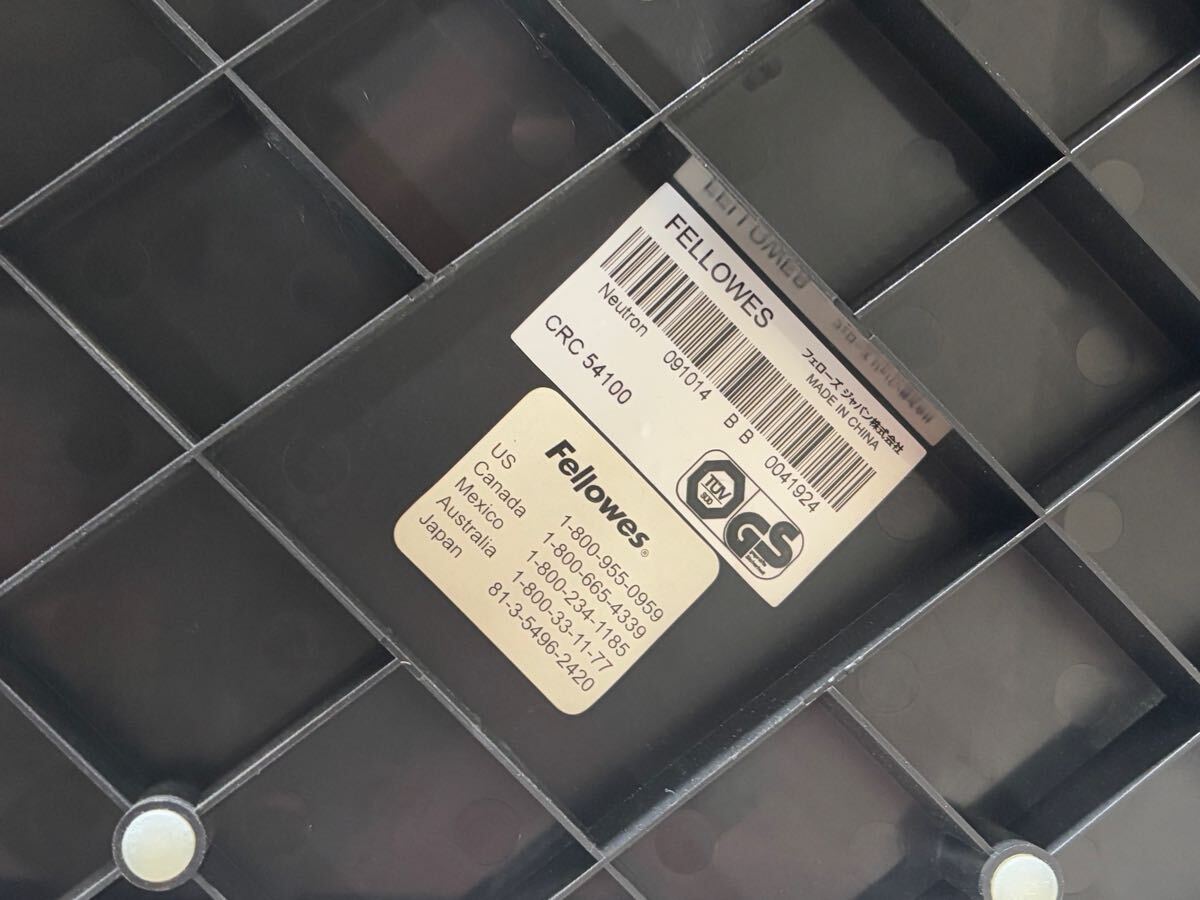 FELLOWES
フェローズ ジャパン株式会社
MADE IN CHINA
Neutron 091014 B B 0041924
CRC 54100
TÜV
GS
Fellowes®
US 1-800-955-0959
Canada 1-800-665-4339
Mexico 1-800-234-1185
Australia 1-800-33-11-77
Japan 81-3-5496-2420